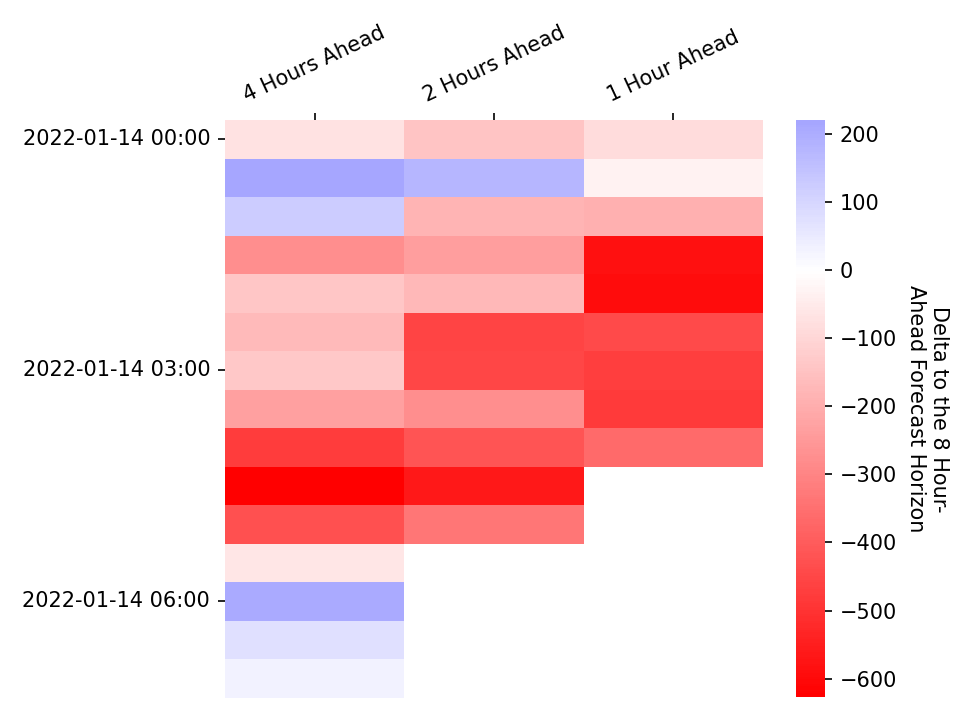 4 Hours Ahead
2 Hours Ahead
1 Hour Ahead
2022-01-14 00:00
2022-01-14 03:00
2022-01-14 06:00
200
100
0
−100
−200
−300
−400
−500
−600
Delta to the 8 Hour-
Ahead Forecast Horizon